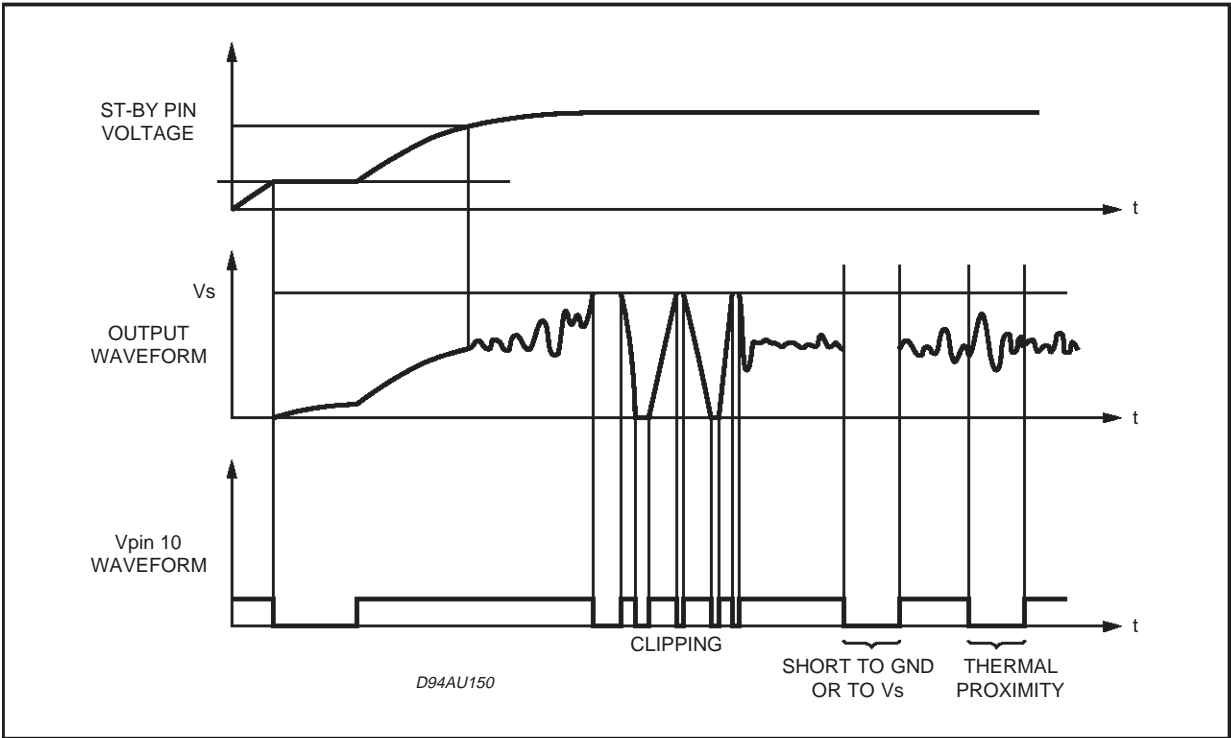 ST-BY PIN
VOLTAGE
t
Vs
OUTPUT
WAVEFORM
t
Vpin 10
WAVEFORM
t
CLIPPING
SHORT TO GND
OR TO Vs
THERMAL
PROXIMITY
D94AU150